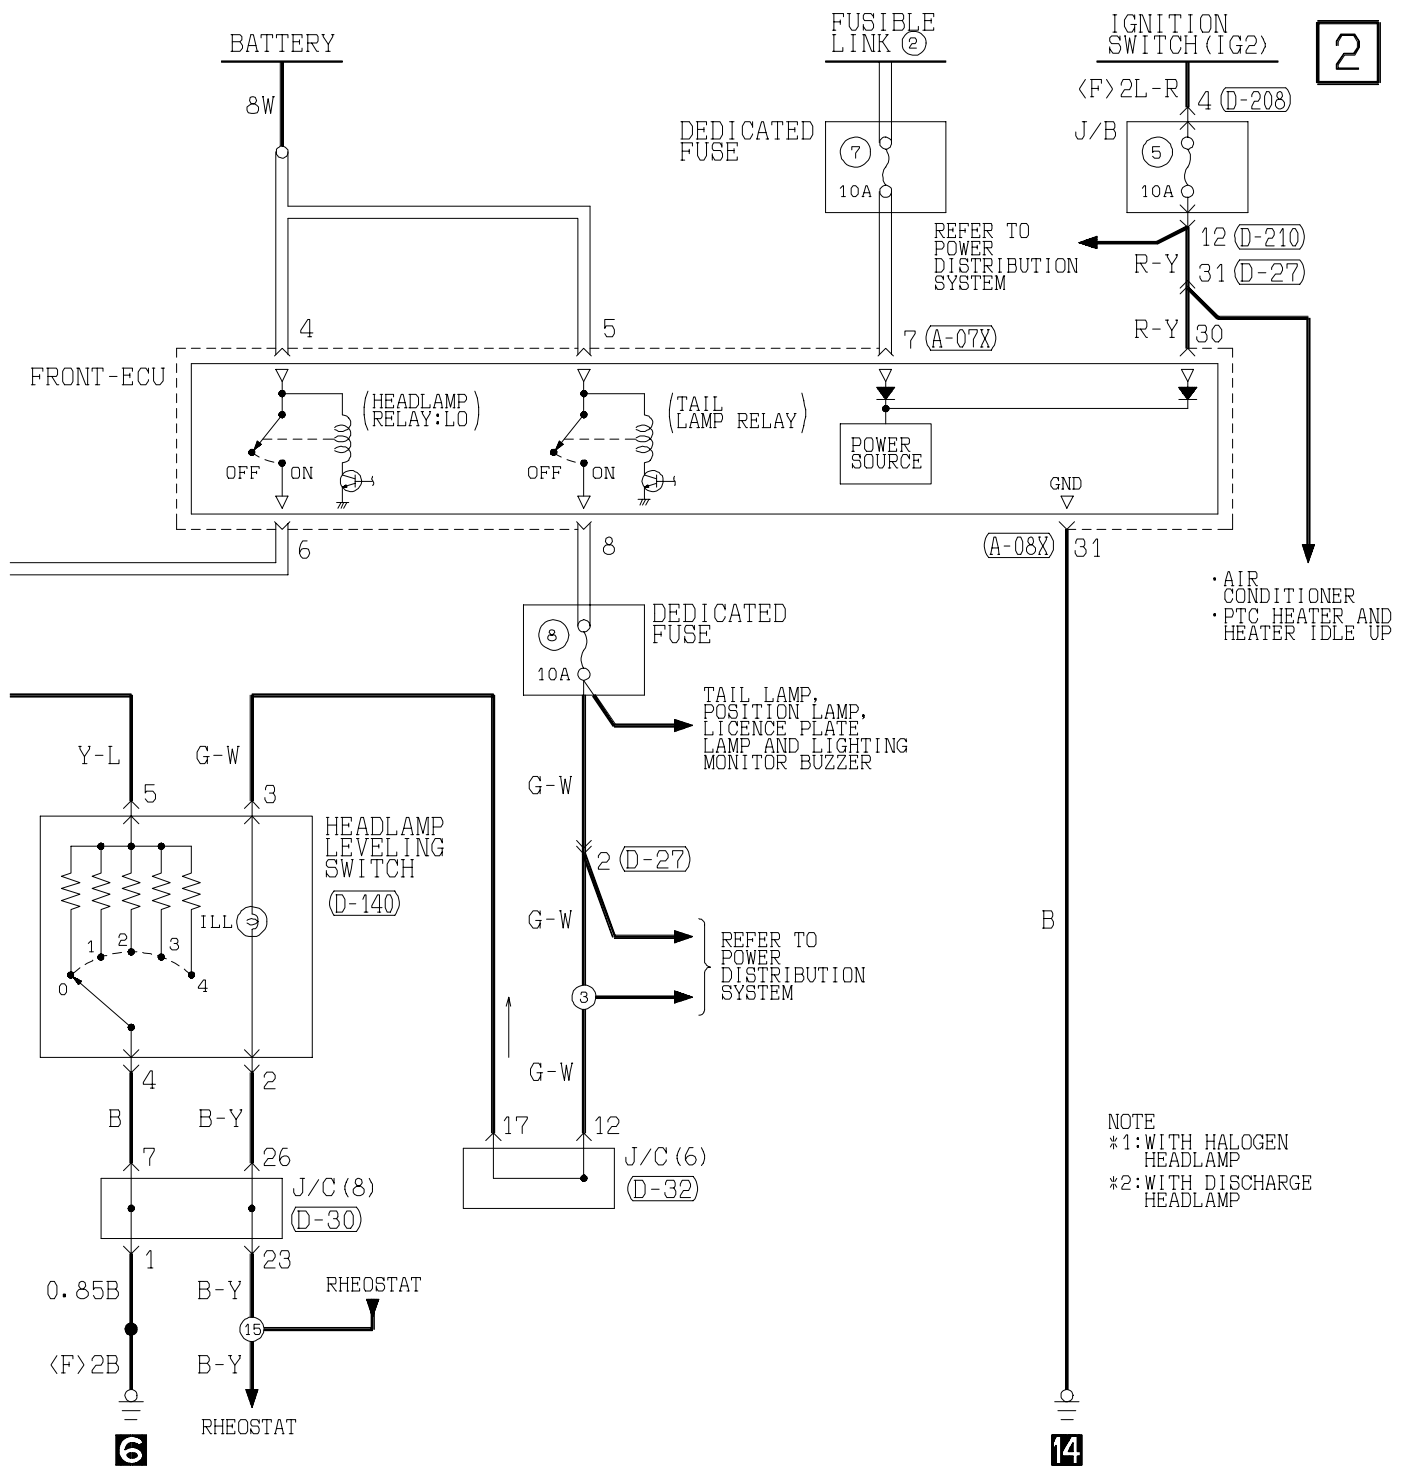 BATTERY
FUSIBLE
LINK ②
IGNITION
SWITCH(IG2)
2
8W
<F>2L-R
4 (D-208)
DEDICATED
FUSE
7
10A
J/B
5
10A
REFER TO
POWER
DISTRIBUTION
SYSTEM
12 (D-210)
R-Y
31 (D-27)
4
5
7 (A-07X)
R-Y
30
FRONT-ECU
(HEADLAMP
RELAY:LO)
(TAIL
LAMP RELAY)
OFF
ON
OFF
ON
POWER
SOURCE
GND
6
8
(A-08X)
31
·AIR
CONDITIONER
·PTC HEATER AND
HEATER IDLE UP
DEDICATED
FUSE
8
10A
TAIL LAMP,
POSITION LAMP,
LICENCE PLATE
LAMP AND LIGHTING
MONITOR BUZZER
Y-L
G-W
G-W
5
3
HEADLAMP
LEVELING
SWITCH
(D-140)
2 (D-27)
ILL
0
1
2
3
4
G-W
B
REFER TO
POWER
DISTRIBUTION
SYSTEM
3
G-W
4
2
B
B-Y
17
12
7
26
J/C(6)
(D-32)
J/C(8)
(D-30)
NOTE
*1:WITH HALOGEN
HEADLAMP
*2:WITH DISCHARGE
HEADLAMP
1
23
0.85B
B-Y
RHEOSTAT
15
<F>2B
B-Y
RHEOSTAT
6
14